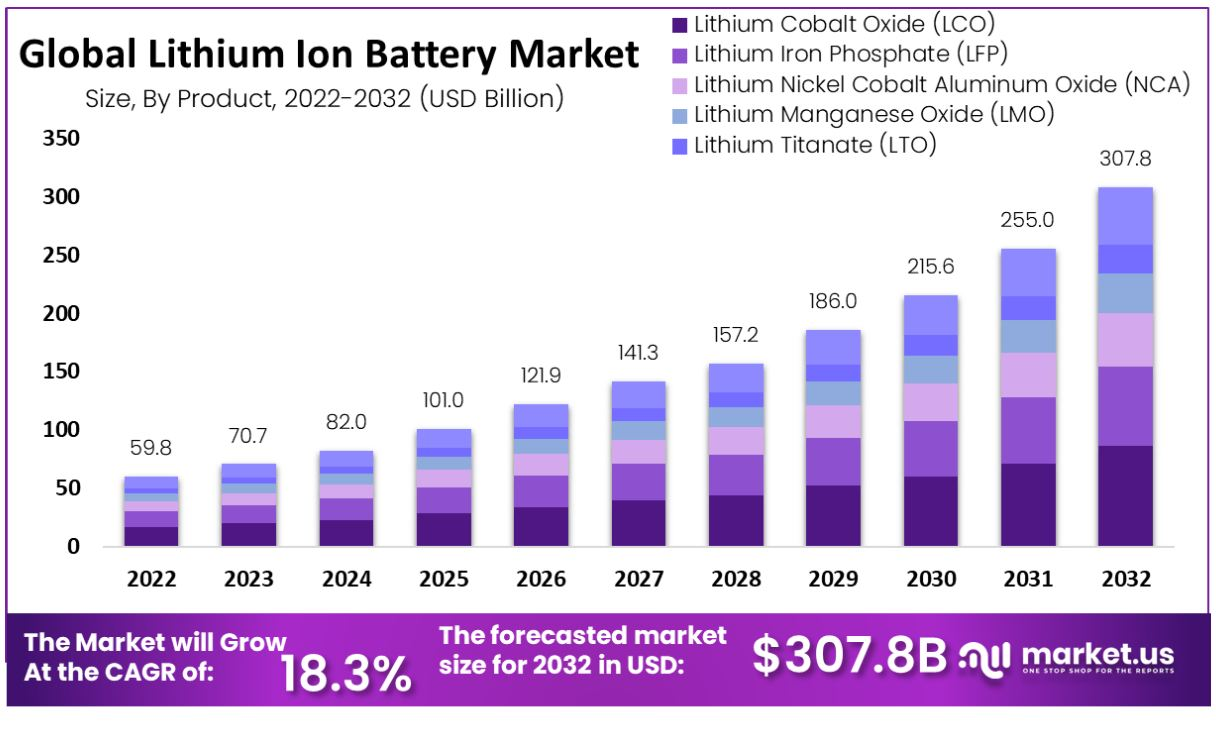 Global Lithium Ion Battery Market
Size, By Product, 2022-2032 (USD Billion)
Lithium Cobalt Oxide (LCO)
Lithium Iron Phosphate (LFP)
Lithium Nickel Cobalt Aluminum Oxide (NCA)
Lithium Manganese Oxide (LMO)
Lithium Titanate (LTO)
350
300
250
200
150
100
50
0
59.8
70.7
82.0
101.0
121.9
141.3
157.2
186.0
215.6
255.0
307.8
2022 2023 2024 2025 2026 2027 2028 2029 2030 2031 2032
The Market will Grow
At the CAGR of:
18.3%
The forecasted market
size for 2032 in USD:
$307.8B
market.us
ONE STOP SHOP FOR THE REPORTS